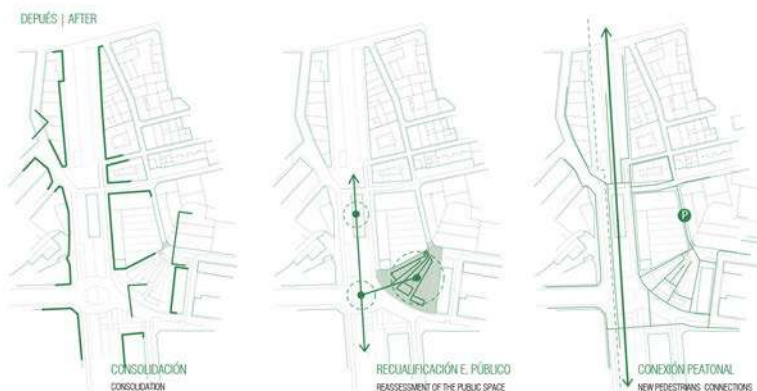 DEPUÉS | AFTER
CONSOLIDACIÓN
CONSOLIDATION
RECUALIFICACIÓN E. PÚBLICO
REASSESSMENT OF THE PUBLIC SPACE
P
CONEXIÓN PEATONAL
NEW PEDESTRIANS CONNECTIONS